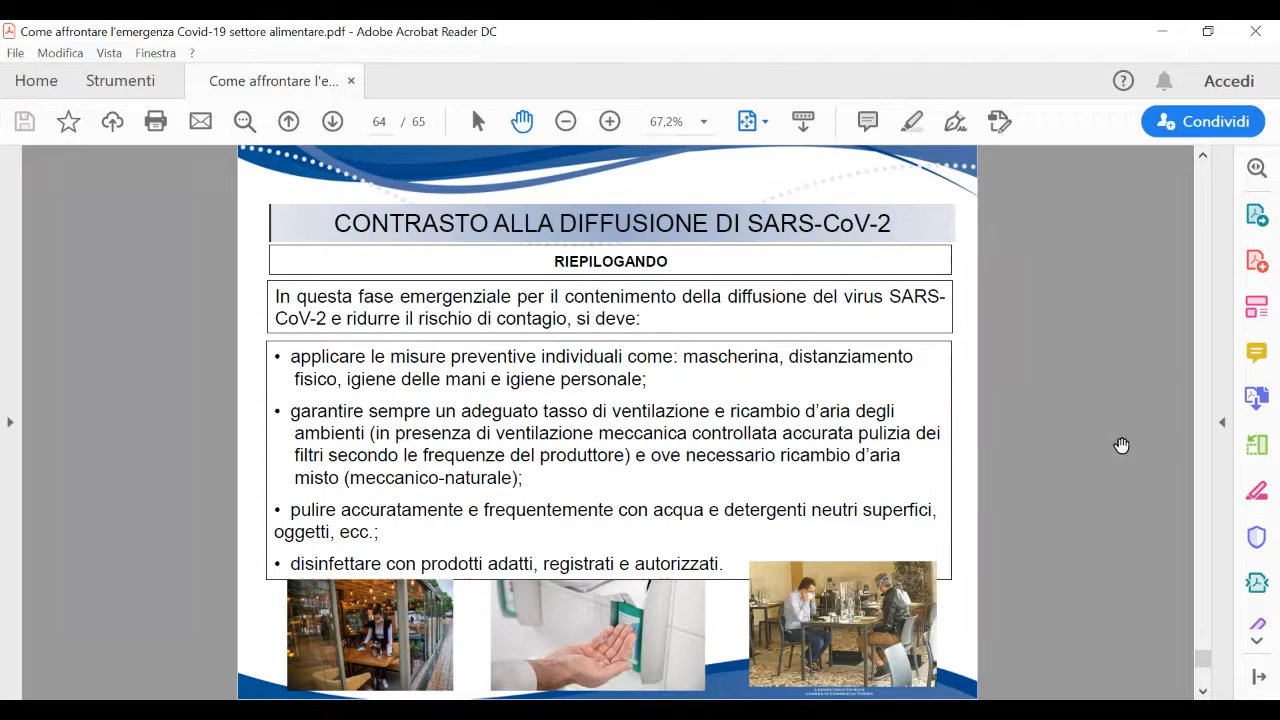 Come affrontare l'emergenza Covid-19 settore alimentare.pdf - Adobe Acrobat Reader DC
File Modifica Vista Finestra ?
Home Strumenti Come affrontare l'e... × Accedi
64 / 65 67,2% Condividi
CONTRASTO ALLA DIFFUSIONE DI SARS-CoV-2
RIEPILOGANDO
In questa fase emergenziale per il contenimento della diffusione del virus SARS-
CoV-2 e ridurre il rischio di contagio, si deve:
• applicare le misure preventive individuali come: mascherina, distanziamento
fisico, igiene delle mani e igiene personale;
• garantire sempre un adeguato tasso di ventilazione e ricambio d'aria degli
ambienti (in presenza di ventilazione meccanica controllata accurata pulizia dei
filtri secondo le frequenze del produttore) e ove necessario ricambio d'aria
misto (meccanico-naturale);
• pulire accuratamente e frequentemente con acqua e detergenti neutri superfici,
oggetti, ecc.;
• disinfettare con prodotti adatti, registrati e autorizzati.
Laboratorio Chimico
Camera di Commercio Torino